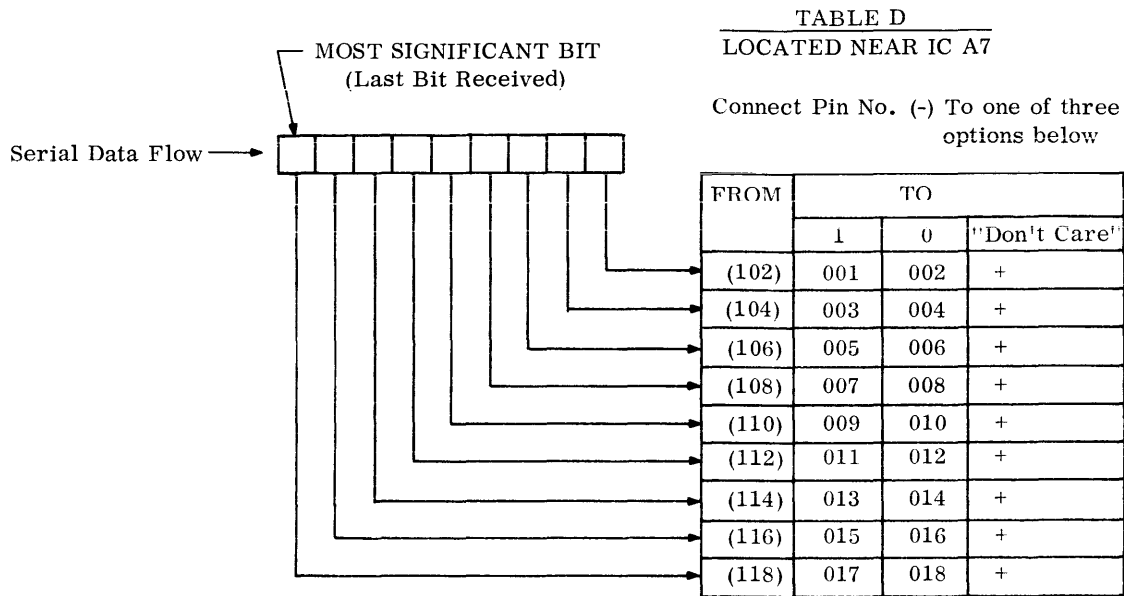 TABLE D
LOCATED NEAR IC A7
MOST SIGNIFICANT BIT
(Last Bit Received)
Connect Pin No. (-) To one of three
options below
Serial Data Flow
FROM TO
1 0 "Don't Care"
(102) 001 002 +
(104) 003 004 +
(106) 005 006 +
(108) 007 008 +
(110) 009 010 +
(112) 011 012 +
(114) 013 014 +
(116) 015 016 +
(118) 017 018 +